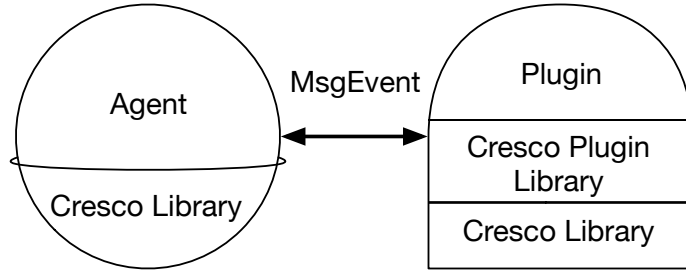 Agent
Cresco Library
MsgEvent
Plugin
Cresco Plugin
Library
Cresco Library